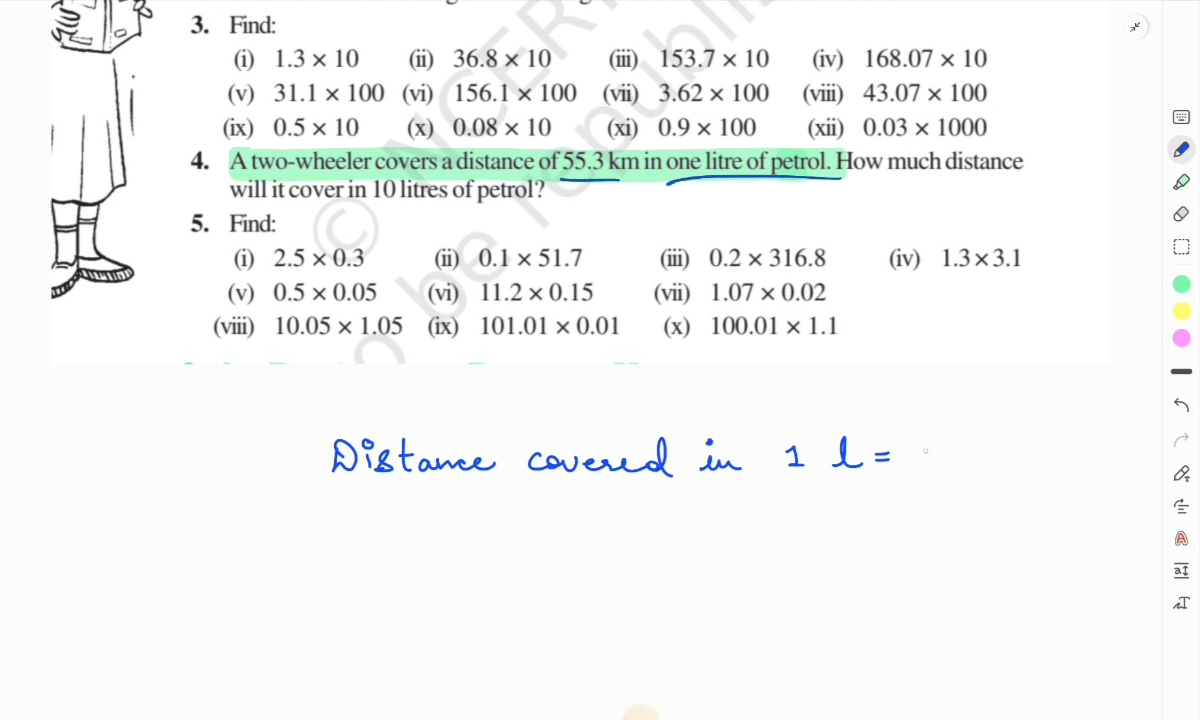 3. Find:
(i) 1.3 × 10 (ii) 36.8 × 10 (iii) 153.7 × 10 (iv) 168.07 × 10
(v) 31.1 × 100 (vi) 156.1 × 100 (vii) 3.62 × 100 (viii) 43.07 × 100
(ix) 0.5 × 10 (x) 0.08 × 10 (xi) 0.9 × 100 (xii) 0.03 × 1000
4. A two-wheeler covers a distance of 55.3 km in one litre of petrol. How much distance
will it cover in 10 litres of petrol?
5. Find:
(i) 2.5 × 0.3 (ii) 0.1 × 51.7 (iii) 0.2 × 316.8 (iv) 1.3 × 3.1
(v) 0.5 × 0.05 (vi) 11.2 × 0.15 (vii) 1.07 × 0.02
(viii) 10.05 × 1.05 (ix) 101.01 × 0.01 (x) 100.01 × 1.1
Distance covered in 1 l =